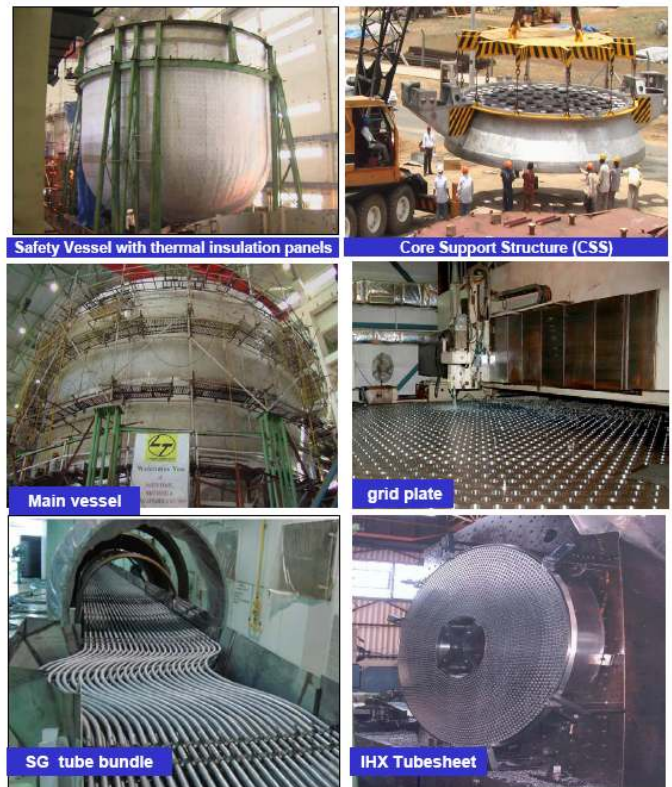 Safety Vessel with thermal insulation panels
Core Support Structure (CSS)
Main vessel
grid plate
SG tube bundle
IHX Tubesheet